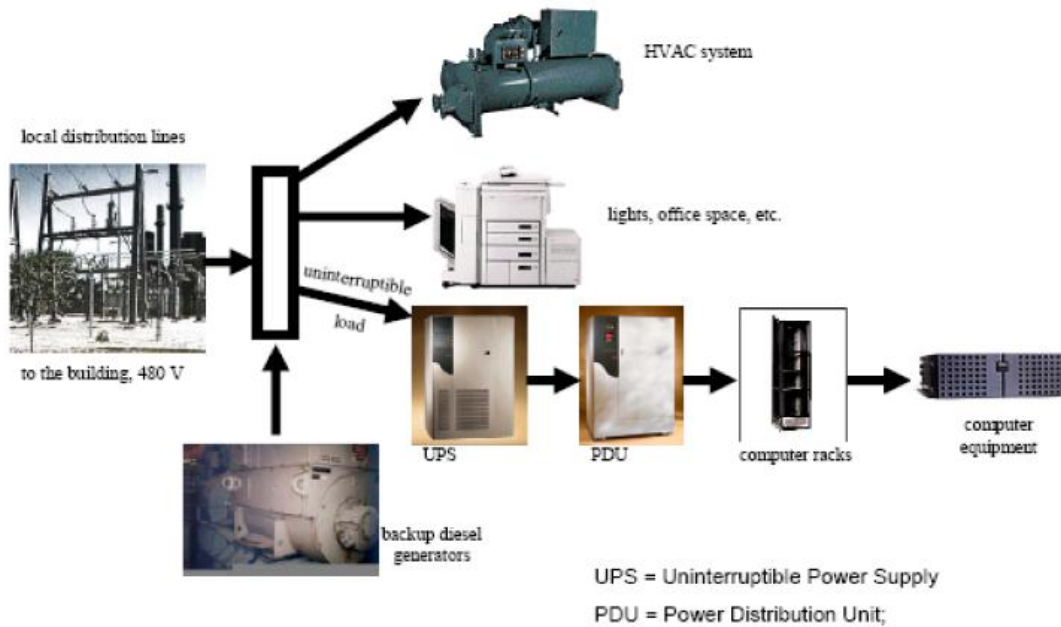 HVAC system
local distribution lines
lights, office space, etc.
uninterruptible
load
to the building, 480 V
UPS
PDU
computer racks
computer
equipment
backup diesel
generators
UPS = Uninterruptible Power Supply
PDU = Power Distribution Unit;